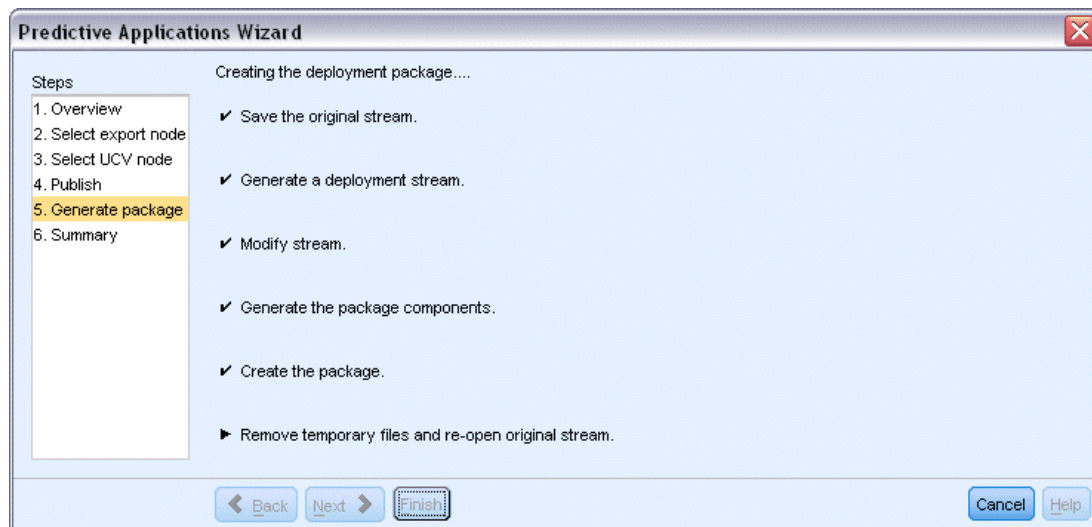 Predictive Applications Wizard
Steps
1. Overview
2. Select export node
3. Select UCV node
4. Publish
5. Generate package
6. Summary
Creating the deployment package....
Save the original stream.
Generate a deployment stream.
Modify stream.
Generate the package components.
Create the package.
Remove temporary files and re-open original stream.
Back
Next
Finish
Cancel
Help